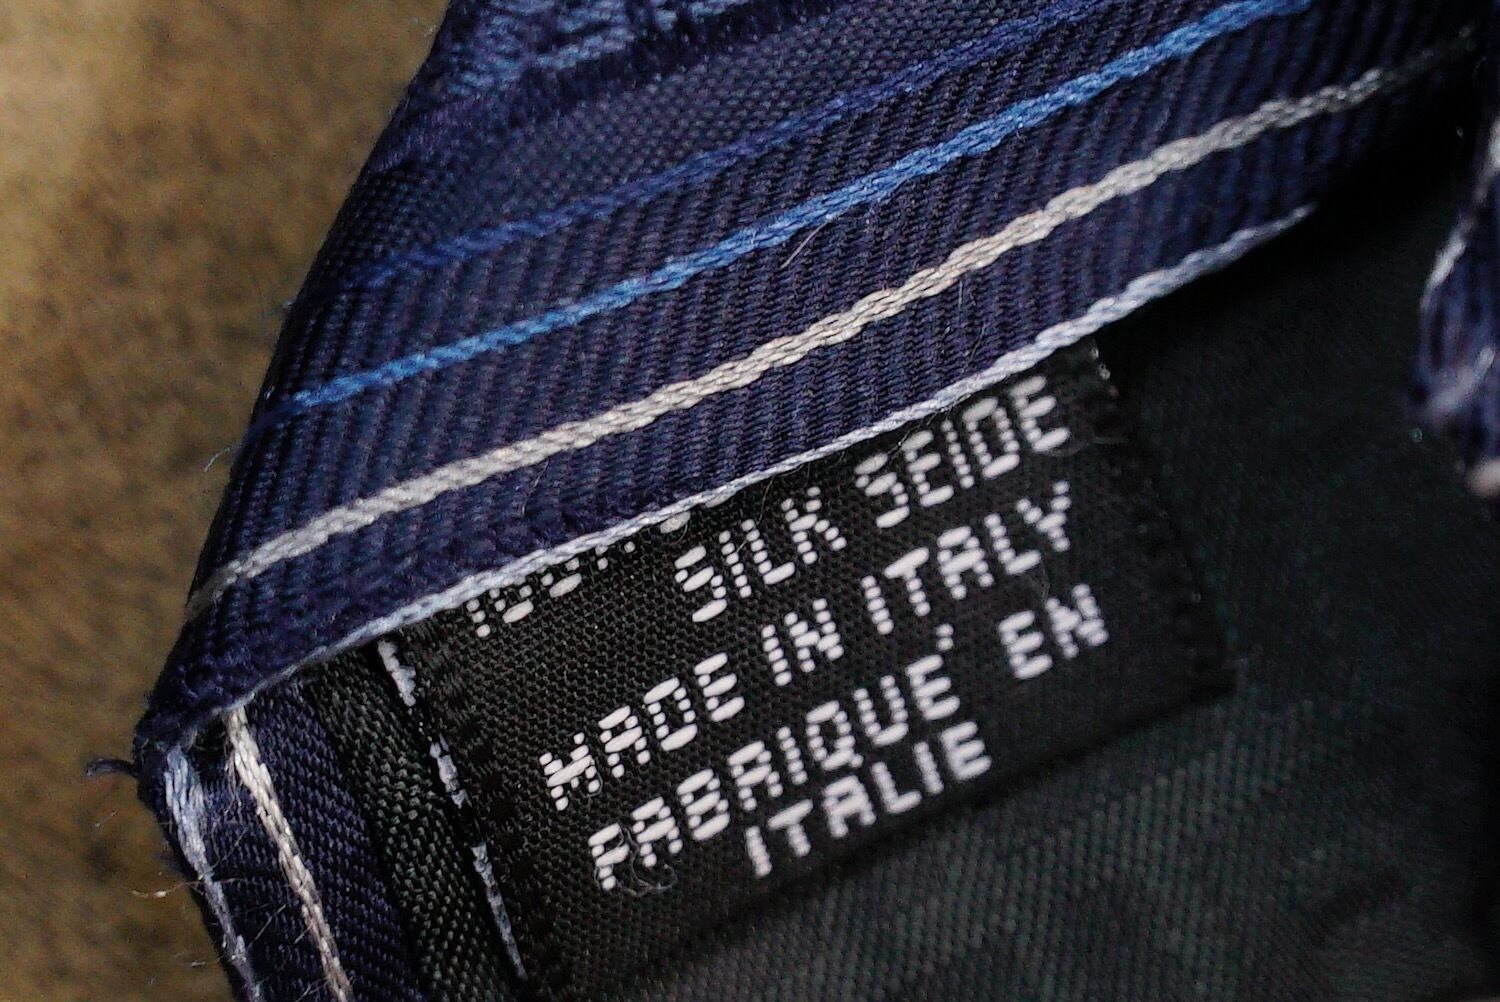 SILK SEIDE
MADE IN ITALY
FABRIQUE' EN
ITALIE